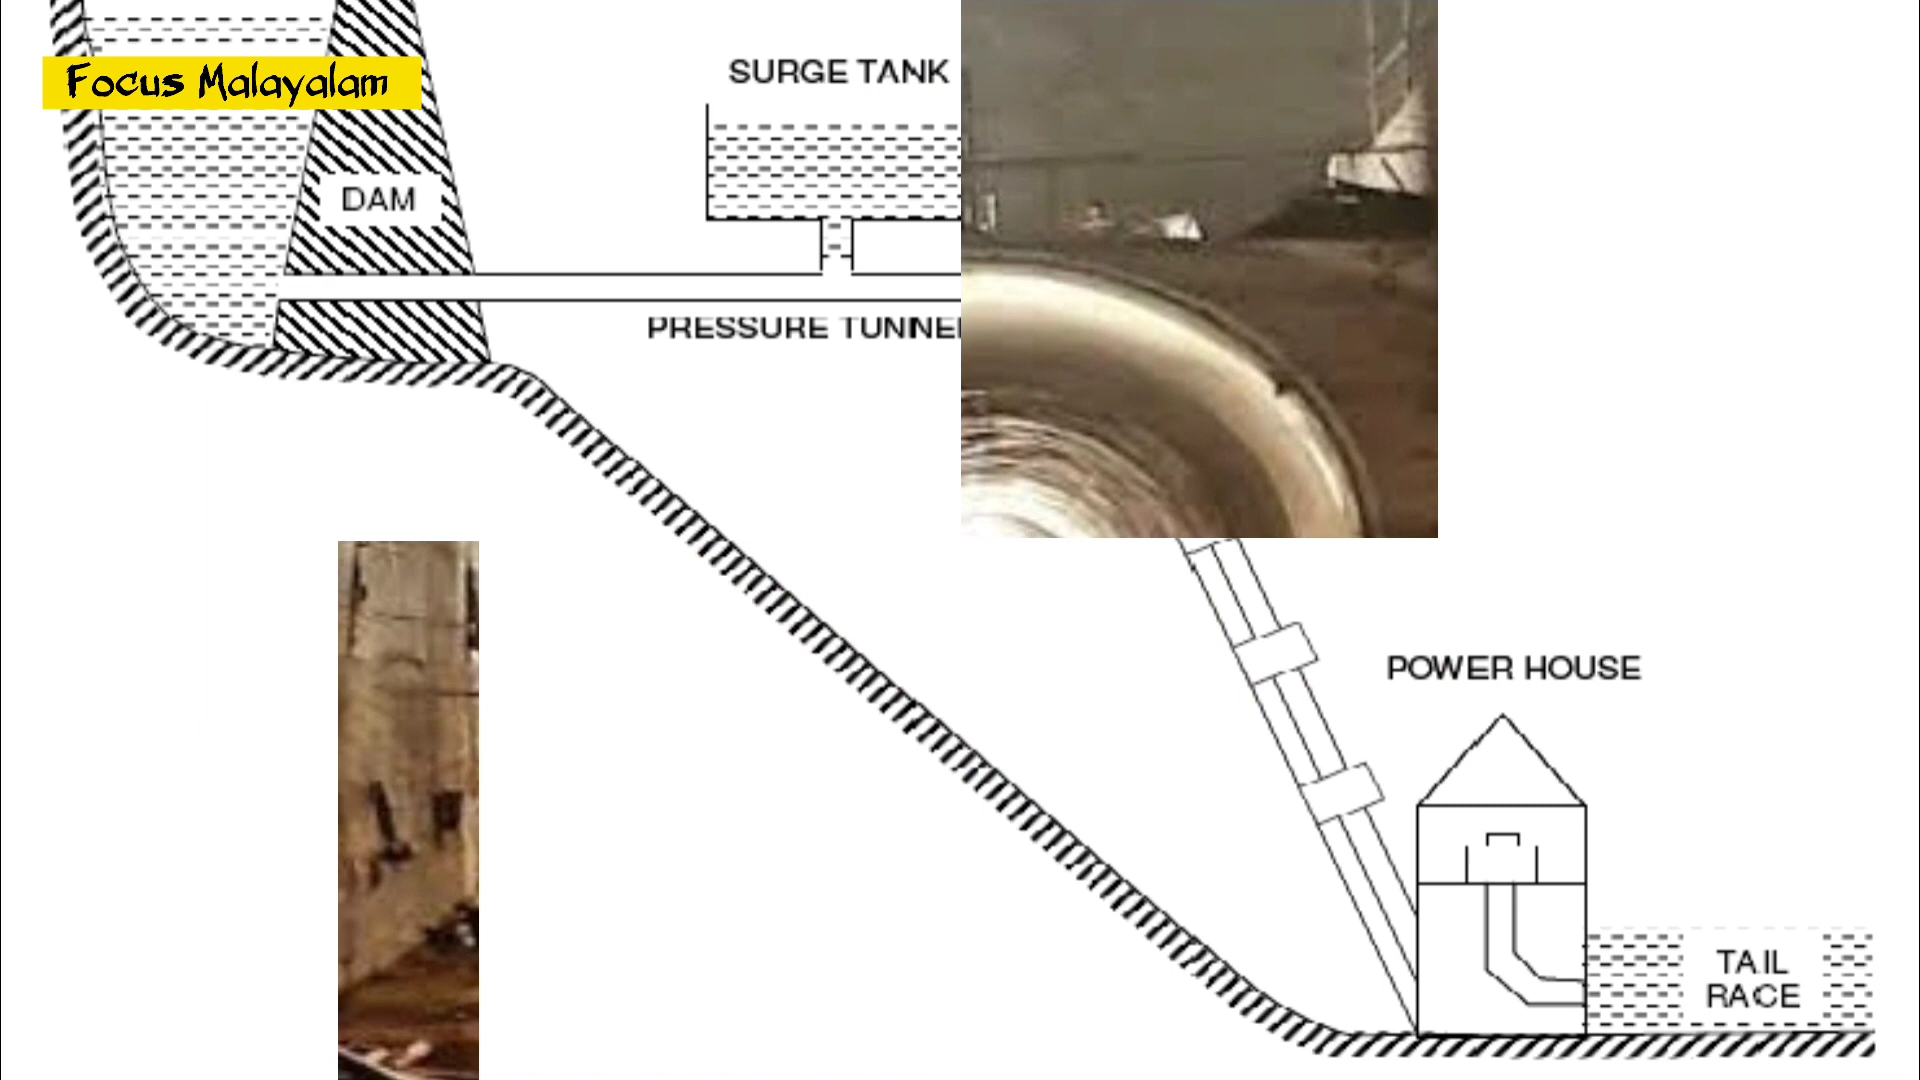 Focus Malayalam
SURGE TANK
DAM
PRESSURE TUNNE
POWER HOUSE
TAIL
RACE